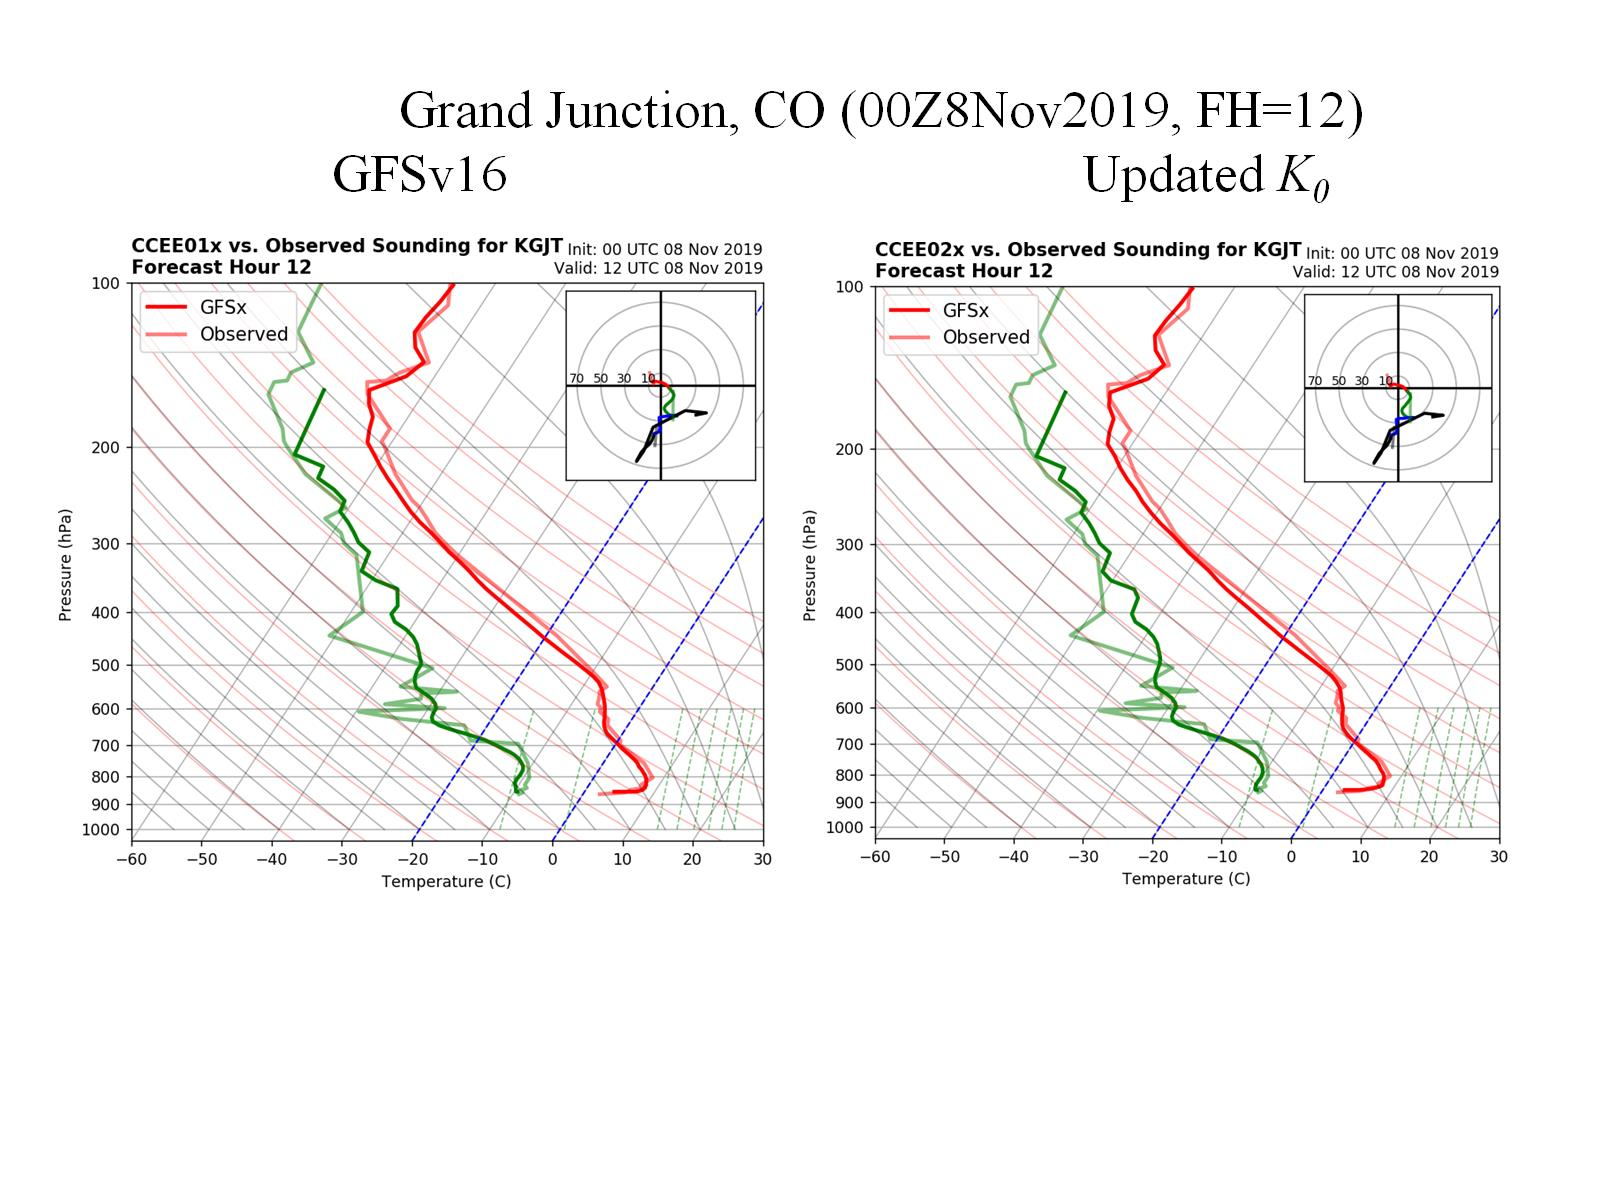 Grand Junction, CO (00Z8Nov2019, FH=12)
GFSv16
Updated K0
CCEE01x vs. Observed Sounding for KGJT
Forecast Hour 12
Init: 00 UTC 08 Nov 2019
Valid: 12 UTC 08 Nov 2019
GFSx
Observed
70 50 30 10
100
200
300
400
500
600
700
800
900
1000
Pressure (hPa)
−60 −50 −40 −30 −20 −10 0 10 20 30
Temperature (C)
CCEE02x vs. Observed Sounding for KGJT
Forecast Hour 12
Init: 00 UTC 08 Nov 2019
Valid: 12 UTC 08 Nov 2019
GFSx
Observed
70 50 30 10
100
200
300
400
500
600
700
800
900
1000
Pressure (hPa)
−60 −50 −40 −30 −20 −10 0 10 20 30
Temperature (C)